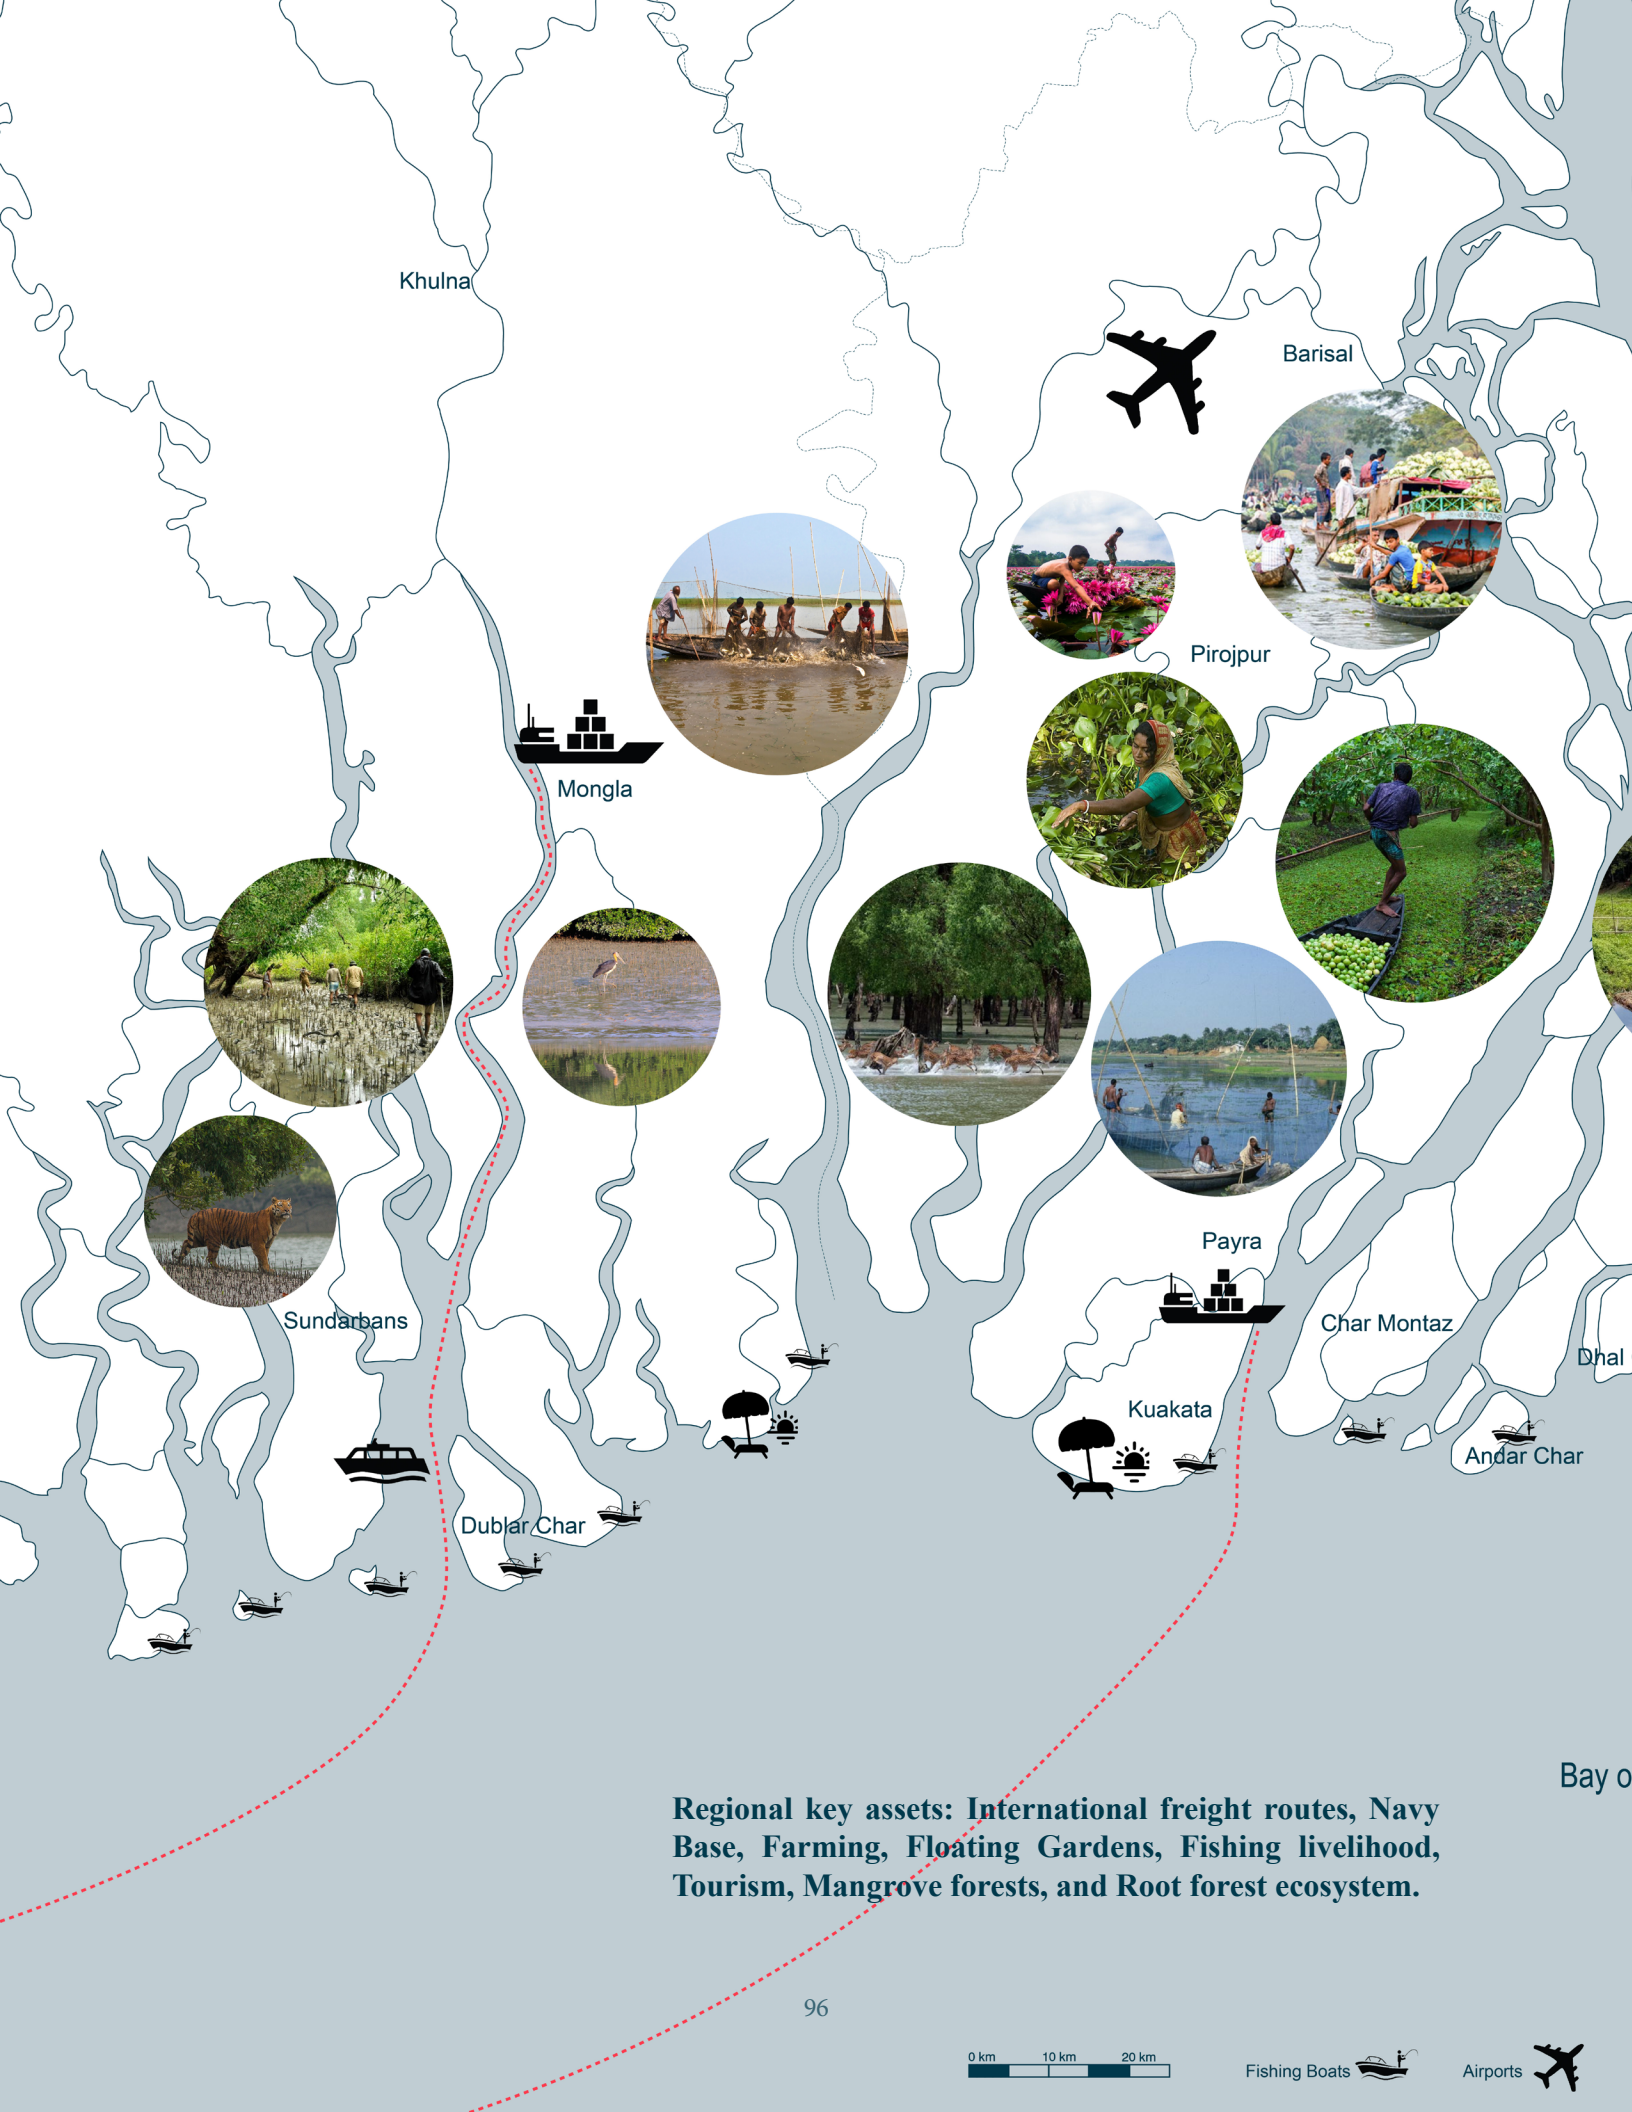 Khulna
Barisal
Pirojpur
Mongla
Payra
Sundarbans
Char Montaz
Dhal
Kuakata
Andar Char
Dublar Char
Bay o
Regional key assets: International freight routes, Navy
Base, Farming, Floating Gardens, Fishing livelihood,
Tourism, Mangrove forests, and Root forest ecosystem.
96
0 km 10 km 20 km
Fishing Boats
Airports